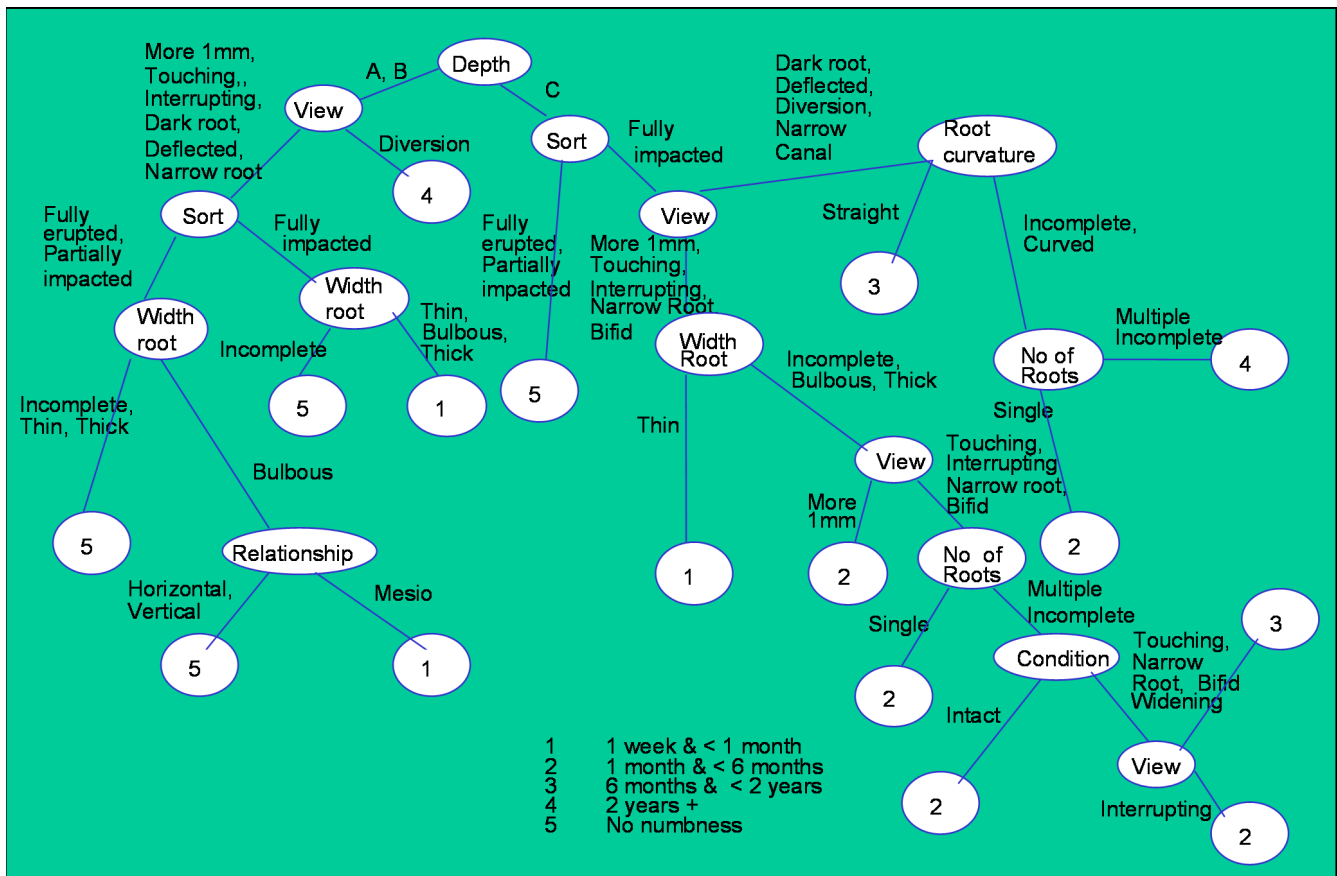 Depth
A, B
C
More 1mm,
Touching,,
Interrupting,
Dark root,
Deflected,
Narrow root
View
Diversion
4
Sort
Fully
impacted
Dark root,
Deflected,
Diversion,
Narrow
Canal
Root
curvature
Sort
Fully
erupted,
Partially
impacted
Fully
impacted
Fully
erupted,
Partially
impacted
View
Straight
3
Incomplete,
Curved
More 1mm,
Touching,
Interrupting,
Narrow Root,
Bifid
Width
root
Width
root
Incomplete
5
Thin,
Bulbous,
Thick
1
5
Width
Root
Incomplete,
Bulbous, Thick
No of
Roots
Multiple
Incomplete
4
Single
2
Incomplete,
Thin, Thick
5
Bulbous
Thin
1
View
More
1mm
2
Touching,
Interrupting
Narrow root,
Bifid
Relationship
Horizontal,
Vertical
5
Mesio
1
No of
Roots
Single
2
Multiple
Incomplete
Condition
Intact
2
Touching,
Narrow
Root, Bifid
Widening
3
View
Interrupting
2
1 1 week & < 1 month
2 1 month & < 6 months
3 6 months & < 2 years
4 2 years +
5 No numbness